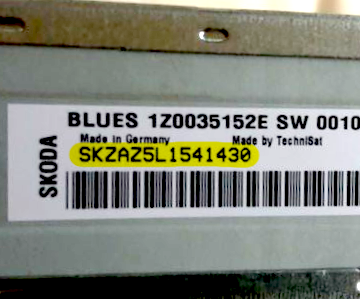 BLUES 1Z0035152E SW 0010
Made in Germany Made by TechniSat
SKZAZ5L1541430
SKODA